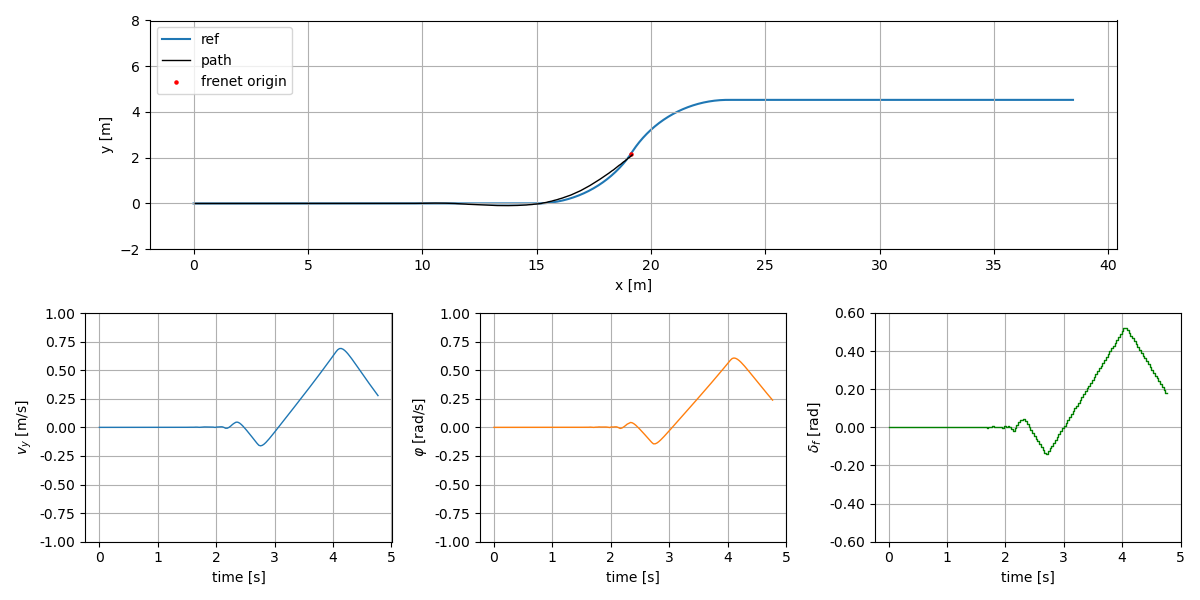 8
6
4
2
0
−2
y [m]
ref
path
frenet origin
0 5 10 15 20 25 30 35 40
x [m]
1.00
0.75
0.50
0.25
0.00
-0.25
-0.50
-0.75
-1.00
v_y [m/s]
0 1 2 3 4 5
time [s]
1.00
0.75
0.50
0.25
0.00
-0.25
-0.50
-0.75
-1.00
φ [rad/s]
0 1 2 3 4 5
time [s]
0.60
0.40
0.20
0.00
-0.20
-0.40
-0.60
δ_f [rad]
0 1 2 3 4 5
time [s]